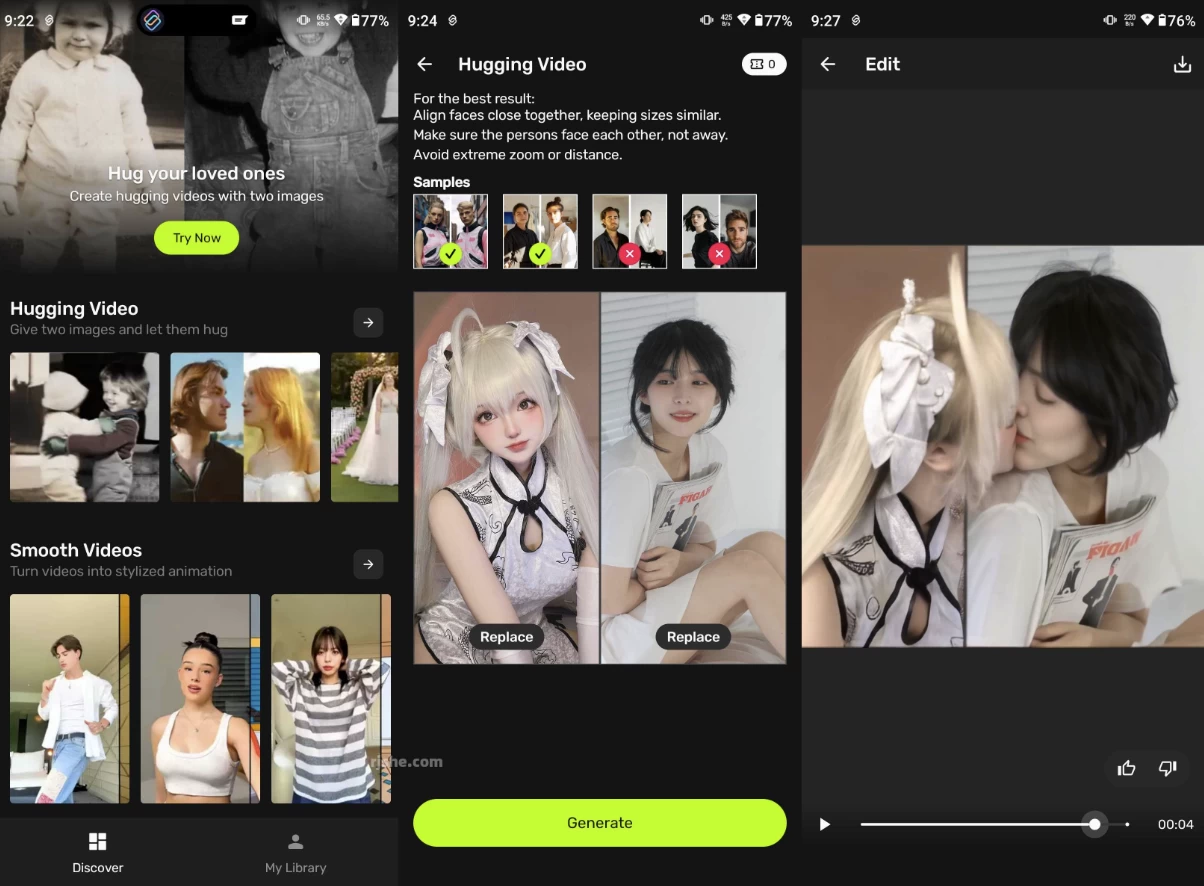 9:22
65.5
KB/s
77%
Hug your loved ones
Create hugging videos with two images
Try Now
Hugging Video
Give two images and let them hug
Smooth Videos
Turn videos into stylized animation
Discover
My Library
9:24
425
B/s
77%
Hugging Video
0
For the best result:
Align faces close together, keeping sizes similar.
Make sure the persons face each other, not away.
Avoid extreme zoom or distance.
Samples
FIGARO
Replace
Replace
Generate
he.com
9:27
220
B/s
76%
Edit
00:04